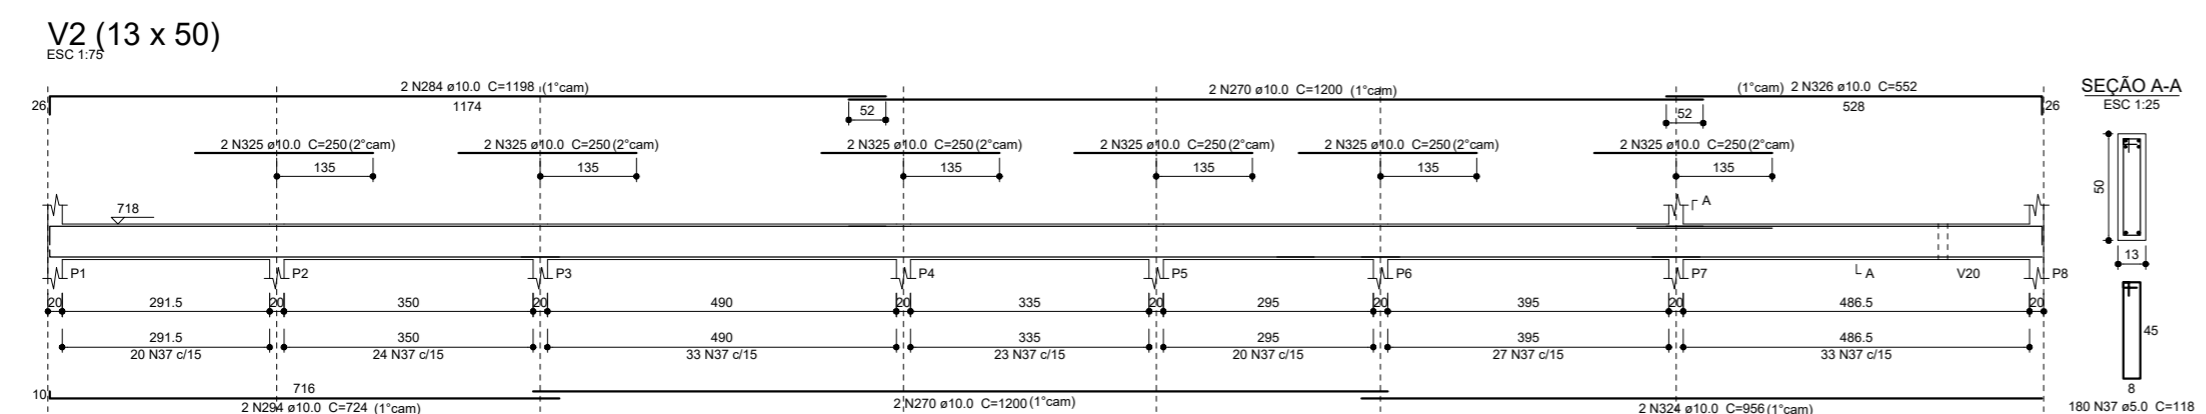 V2 (13 x 50)
ESC 1:75
2 N284 ø10.0 C=1198 (1°cam)
2 N270 ø10.0 C=1200 (1°cam)
(1°cam) 2 N326 ø10.0 C=552
SEÇÃO A-A
26
1174
52
52
528
26
ESC 1:25
2 N325 ø10.0 C=250(2°cam)
2 N325 ø10.0 C=250(2°cam)
2 N325 ø10.0 C=250(2°cam)
2 N325 ø10.0 C=250(2°cam)
2 N325 ø10.0 C=250(2°cam)
2 N325 ø10.0 C=250(2°cam)
135
135
135
135
135
135
50
718
A
13
P1
P2
P3
P4
P5
P6
P7
A
V20
P8
20
291.5
20
350
20
490
20
335
20
295
20
395
20
486.5
20
45
291.5
350
490
335
295
395
486.5
20 N37 c/15
24 N37 c/15
33 N37 c/15
23 N37 c/15
20 N37 c/15
27 N37 c/15
33 N37 c/15
8
10
716
2 N294 ø10.0 C=724 (1°cam)
2 N270 ø10.0 C=1200 (1°cam)
2 N324 ø10.0 C=956(1°cam)
180 N37 ø5.0 C=118